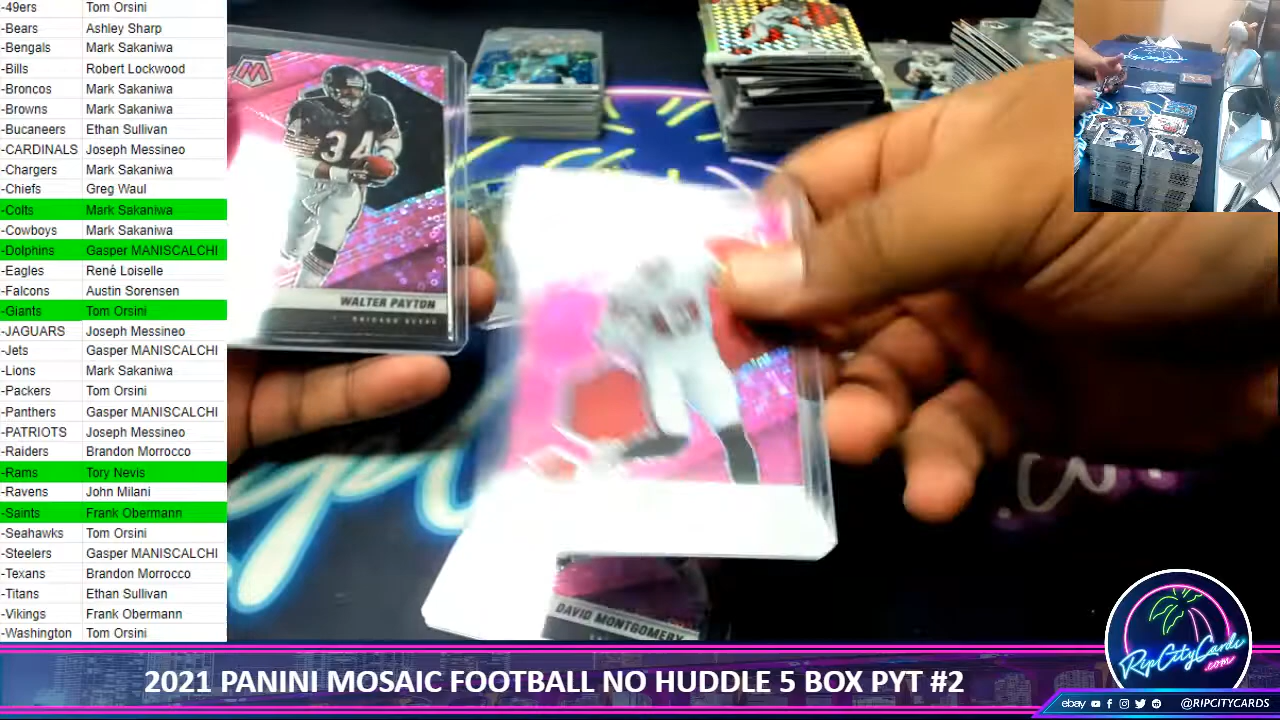 -49ers Tom Orsini
-Bears Ashley Sharp
-Bengals Mark Sakaniwa
-Bills Robert Lockwood
-Broncos Mark Sakaniwa
-Browns Mark Sakaniwa
-Bucaneers Ethan Sullivan
-CARDINALS Joseph Messineo
-Chargers Mark Sakaniwa
-Chiefs Greg Waul
-Colts Mark Sakaniwa
-Cowboys Mark Sakaniwa
-Dolphins Gasper MANISCALCHI
-Eagles René Loiselle
-Falcons Austin Sorensen
-Giants Tom Orsini
-JAGUARS Joseph Messineo
-Jets Gasper MANISCALCHI
-Lions Mark Sakaniwa
-Packers Tom Orsini
-Panthers Gasper MANISCALCHI
-PATRIOTS Joseph Messineo
-Raiders Brandon Morrocco
-Rams Tory Nevis
-Ravens John Milani
-Saints Frank Obermann
-Seahawks Tom Orsini
-Steelers Gasper MANISCALCHI
-Texans Brandon Morrocco
-Titans Ethan Sullivan
-Vikings Frank Obermann
-Washington Tom Orsini
34
WALTER PAYTON
CHICAGO BEARS
DAVID MONTGOMERY
RipCityCards
.com
2021 PANINI MOSAIC FOOTBALL NO HUDDLE 5 BOX PYT #2
ebay @RIPCITYCARDS